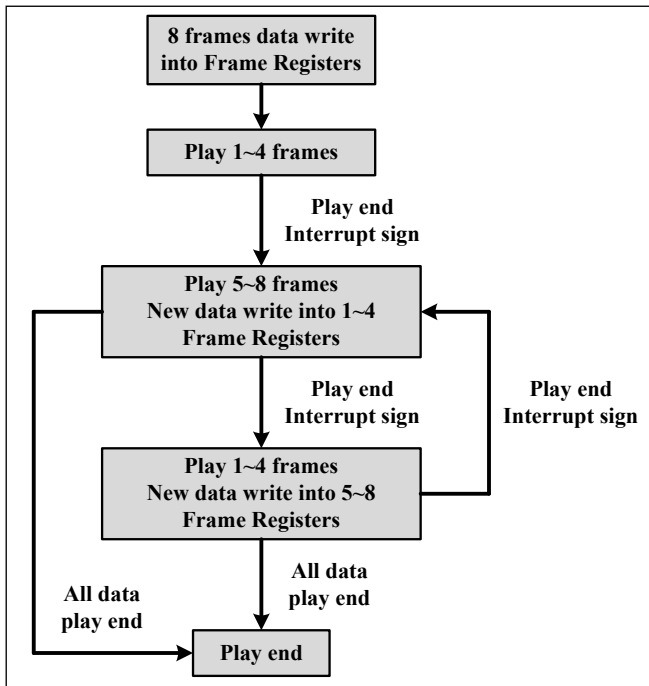 8 frames data write
into Frame Registers
Play 1~4 frames
Play end
Interrupt sign
Play 5~8 frames
New data write into 1~4
Frame Registers
Play end
Interrupt sign
Play end
Interrupt sign
Play 1~4 frames
New data write into 5~8
Frame Registers
All data
play end
All data
play end
Play end